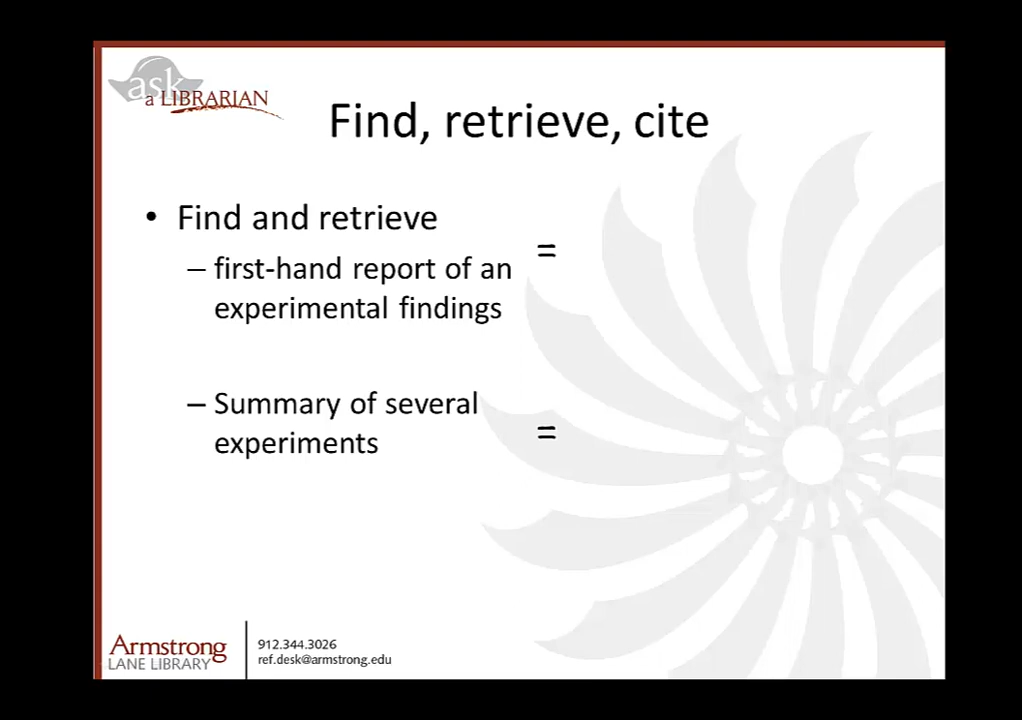 ask
a LIBRARIAN
Find, retrieve, cite
• Find and retrieve
– first-hand report of an
experimental findings
=
– Summary of several
experiments
=
Armstrong
LANE LIBRARY
912.344.3026
ref.desk@armstrong.edu